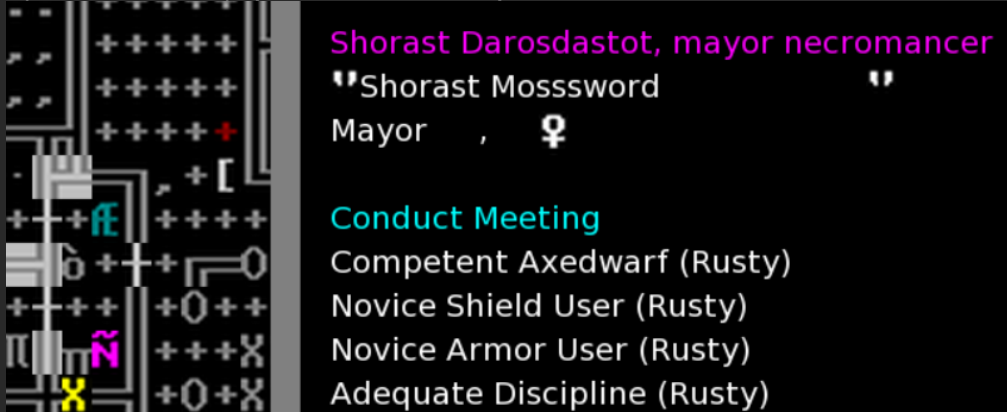 Shorast Darosdastot, mayor necromancer
"Shorast Mosssword"
Mayor , ♀
Conduct Meeting
Competent Axedwarf (Rusty)
Novice Shield User (Rusty)
Novice Armor User (Rusty)
Adequate Discipline (Rusty)